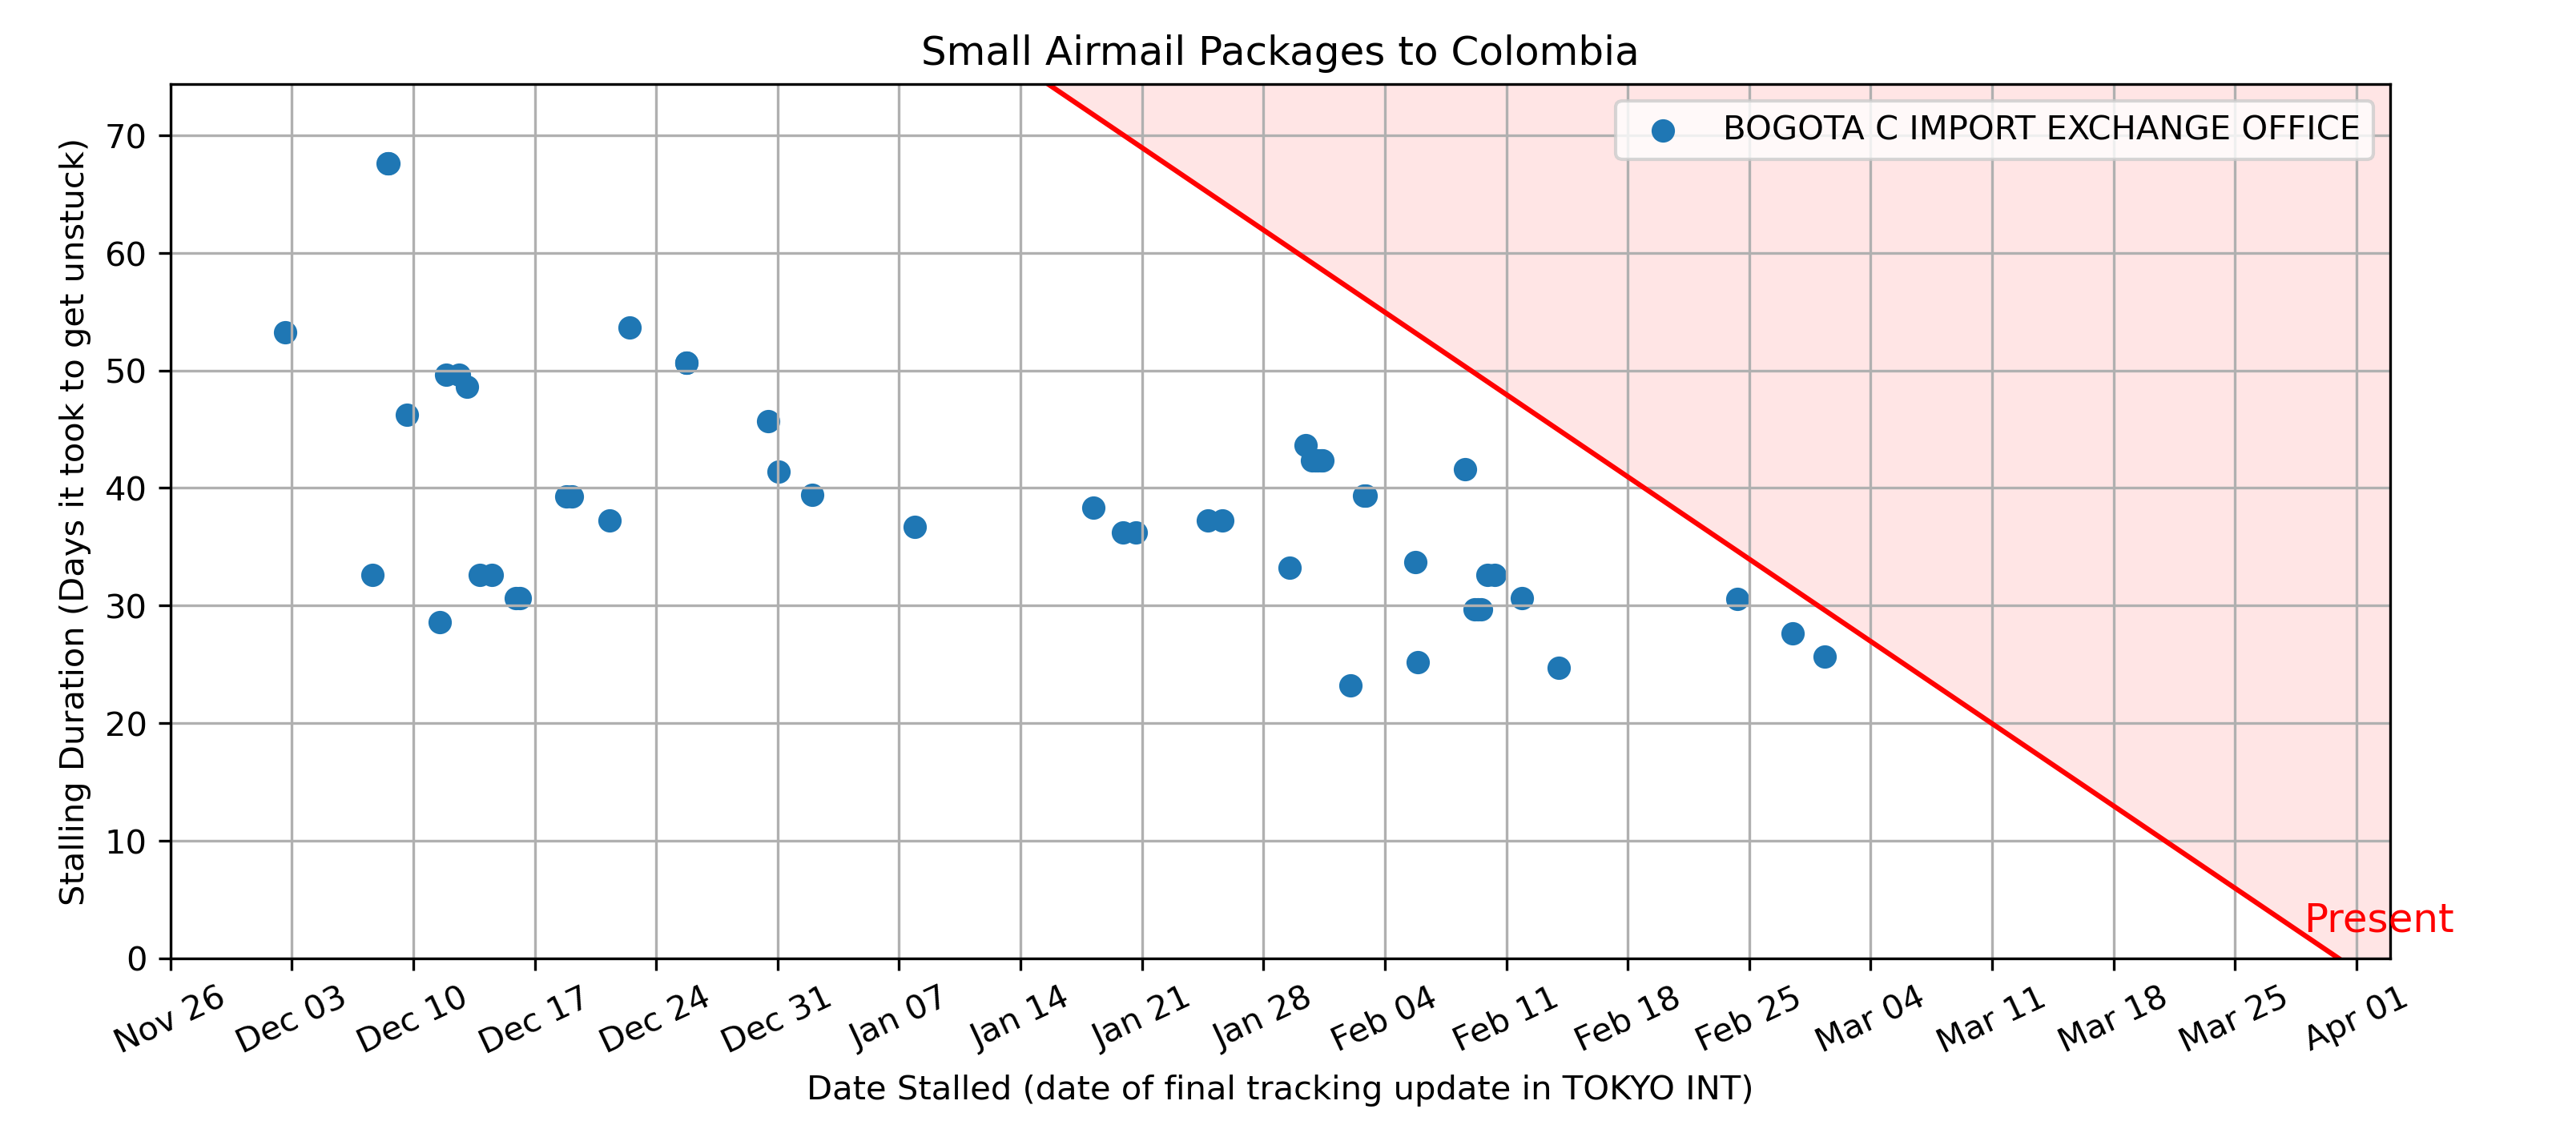 Small Airmail Packages to Colombia
BOGOTA C IMPORT EXCHANGE OFFICE
Stalling Duration (Days it took to get unstuck)
70
60
50
40
30
20
10
0
Present
Nov 26
Dec 03
Dec 10
Dec 17
Dec 24
Dec 31
Jan 07
Jan 14
Jan 21
Jan 28
Feb 04
Feb 11
Feb 18
Feb 25
Mar 04
Mar 11
Mar 18
Mar 25
Apr 01
Date Stalled (date of final tracking update in TOKYO INT)